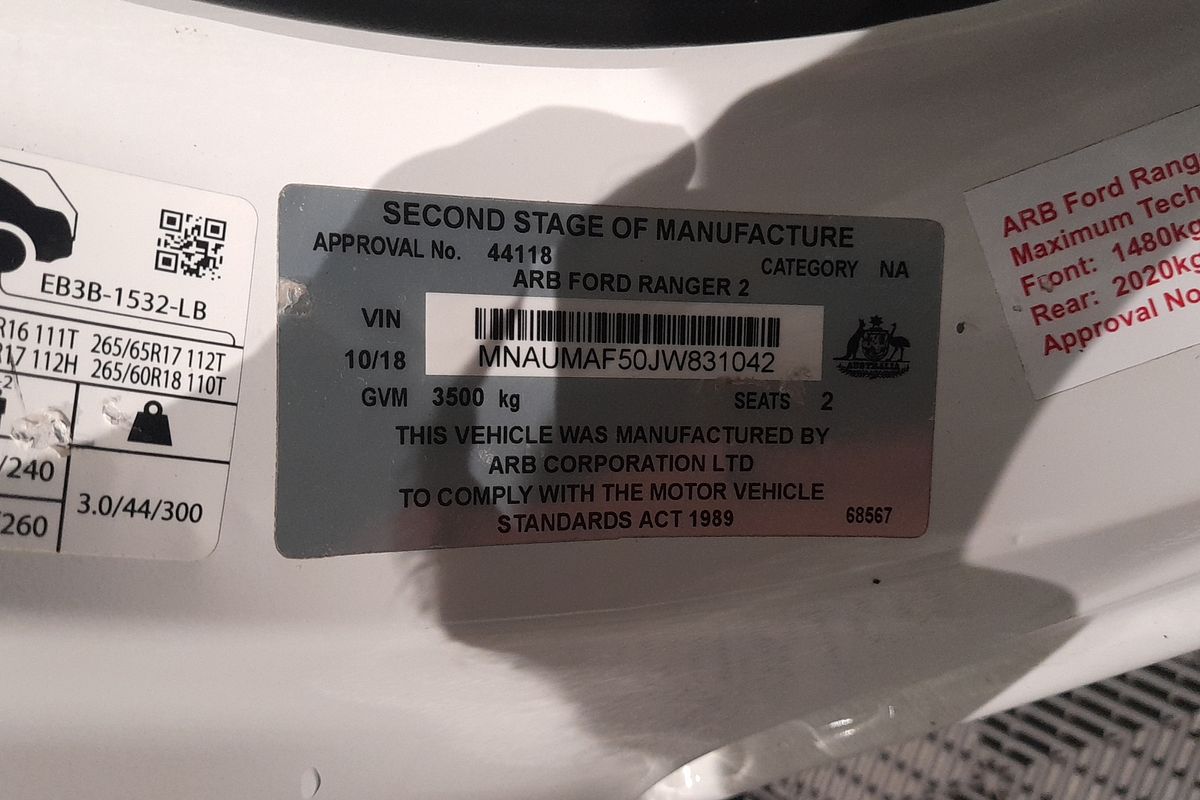 EB3B-1532-LB
R16 111T 265/65R17 112T
R17 112H 265/60R18 110T
/240
/260
3.0/44/300
SECOND STAGE OF MANUFACTURE
APPROVAL No. 44118
CATEGORY NA
ARB FORD RANGER 2
VIN
10/18 MNAUMAF50JW831042
AUSTRALIA
GVM 3500 kg SEATS 2
THIS VEHICLE WAS MANUFACTURED BY
ARB CORPORATION LTD
TO COMPLY WITH THE MOTOR VEHICLE
STANDARDS ACT 1989 68567
ARB Ford Rang
Maximum Tech
Front: 1480kg
Rear: 2020kg
Approval No